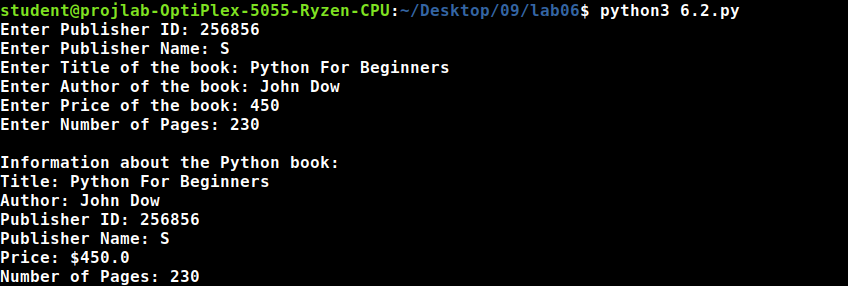 student@projlab-OptiPlex-5055-Ryzen-CPU:~/Desktop/09/lab06$ python3 6.2.py
Enter Publisher ID: 256856
Enter Publisher Name: S
Enter Title of the book: Python For Beginners
Enter Author of the book: John Dow
Enter Price of the book: 450
Enter Number of Pages: 230

Information about the Python book:
Title: Python For Beginners
Author: John Dow
Publisher ID: 256856
Publisher Name: S
Price: $450.0
Number of Pages: 230